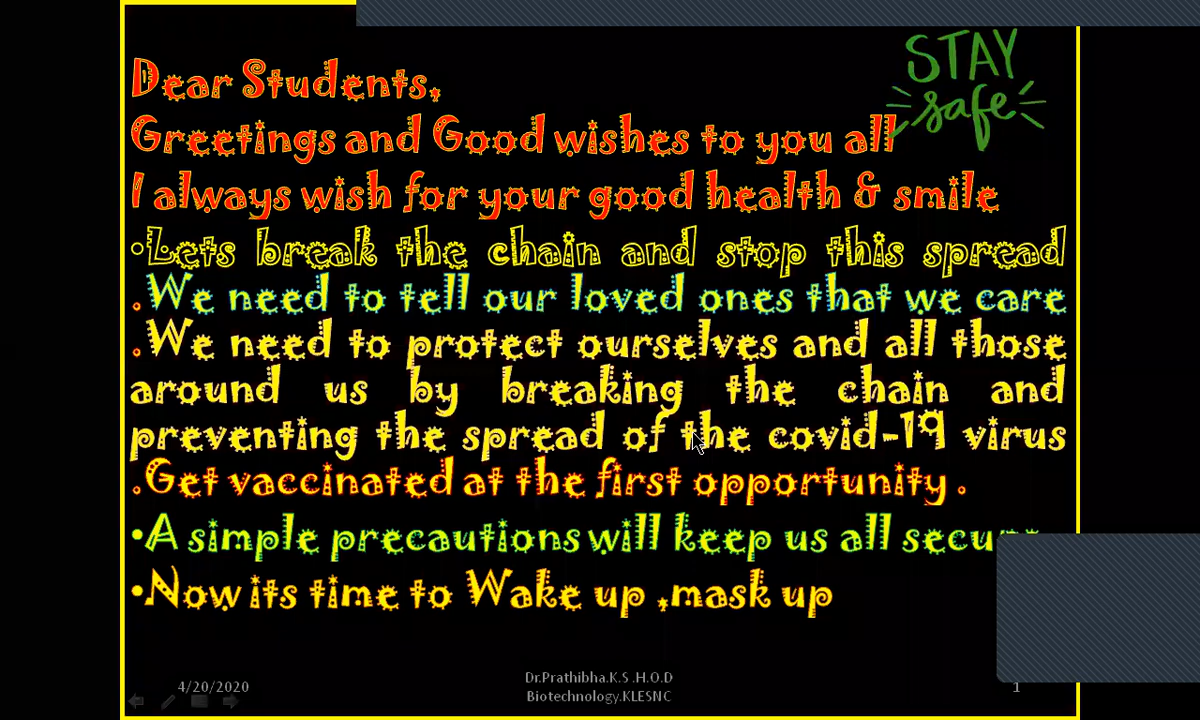 STAY
safe
Dear Students,
Greetings and Good wishes to you all
I always wish for your good health & smile
•Lets break the chain and stop this spread
.We need to tell our loved ones that we care
.We need to protect ourselves and all those
around us by breaking the chain and
preventing the spread of the covid-19 virus
.Get vaccinated at the first opportunity .
•A simple precautions will keep us all
•Now its time to Wake up ,mask up
4/20/2020
Dr.Prathibha.K.S .H.O.D
Biotechnology.KLESNC
1